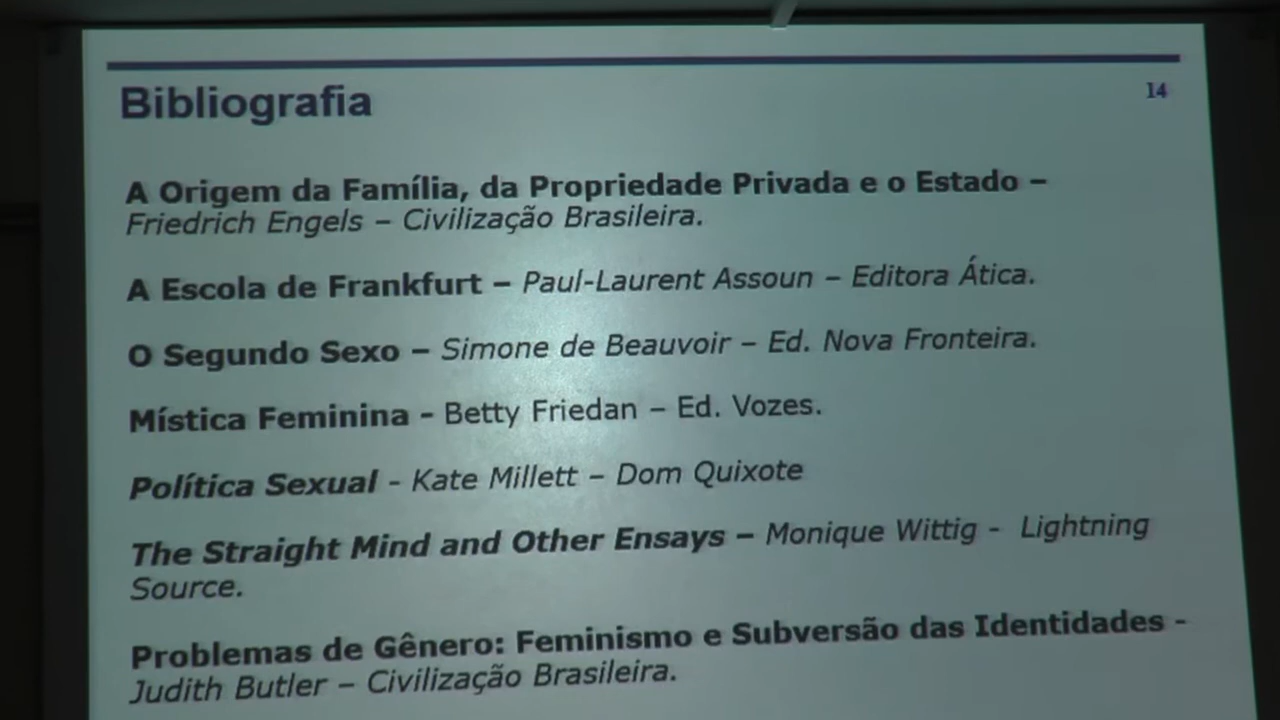 Bibliografia
14
A Origem da Família, da Propriedade Privada e o Estado –
Friedrich Engels – Civilização Brasileira.
A Escola de Frankfurt – Paul-Laurent Assoun – Editora Ática.
O Segundo Sexo – Simone de Beauvoir – Ed. Nova Fronteira.
Mística Feminina - Betty Friedan – Ed. Vozes.
Política Sexual - Kate Millett – Dom Quixote
The Straight Mind and Other Ensays – Monique Wittig - Lightning
Source.
Problemas de Gênero: Feminismo e Subversão das Identidades -
Judith Butler – Civilização Brasileira.